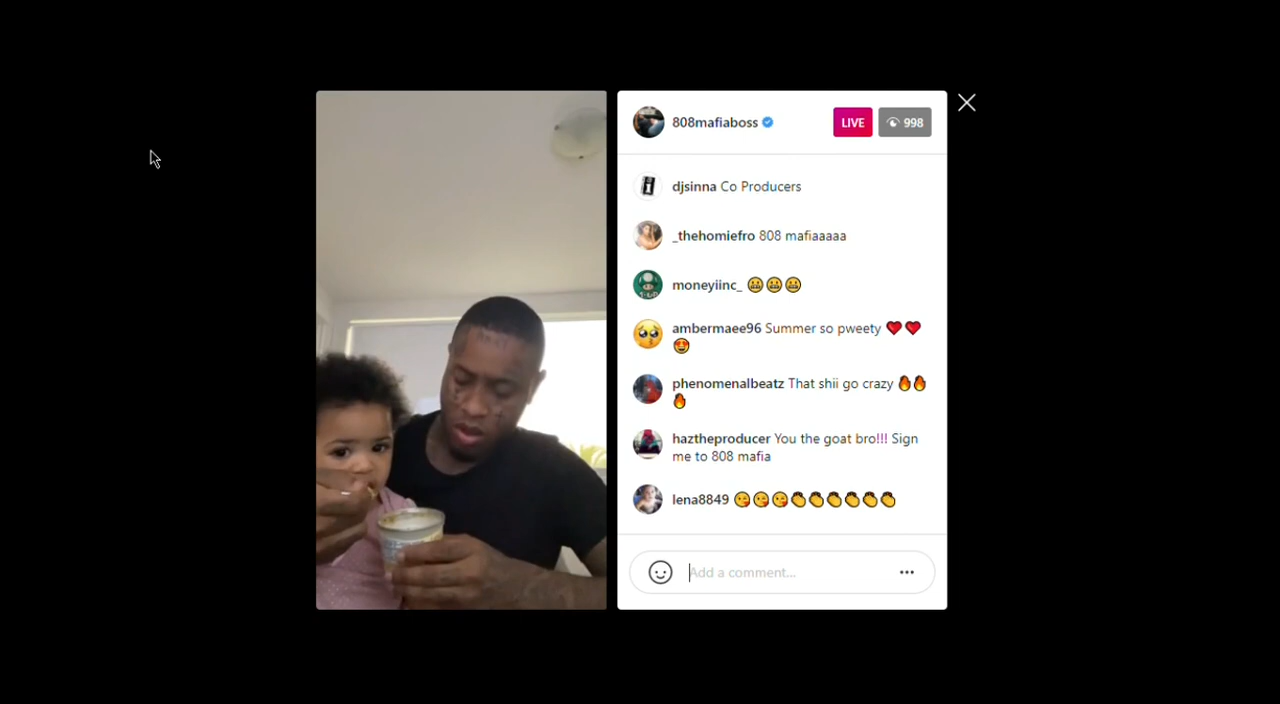 808mafiaboss
LIVE
998
djsinna Co Producers
_thehomiefro 808 mafiaaaaa
moneyiinc_ 😬😬😬
ambermaee96 Summer so pweety ❤️❤️
😍
phenomenalbeatz That shii go crazy 🔥🔥
🔥
haztheproducer You the goat bro!!! Sign
me to 808 mafia
lena8849 😘😘😘👏👏👏👏👏👏
Add a comment...